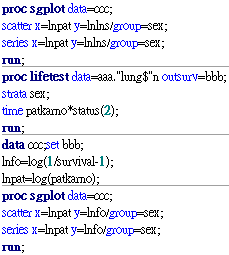 proc sgplot data=ccc;
scatter x=lnpat y=lnlns/group=sex;
series x=lnpat y=lnlns/group=sex;
run;
proc lifetest data=aaa."lung$"n outsurv=bbb;
strata sex;
time patkarno*status(2);
run;
data ccc;set bbb;
lnfo=log(1/survival-1);
lnpat=log(patkarno);
proc sgplot data=ccc;
scatter x=lnpat y=lnfo/group=sex;
series x=lnpat y=lnfo/group=sex;
run;